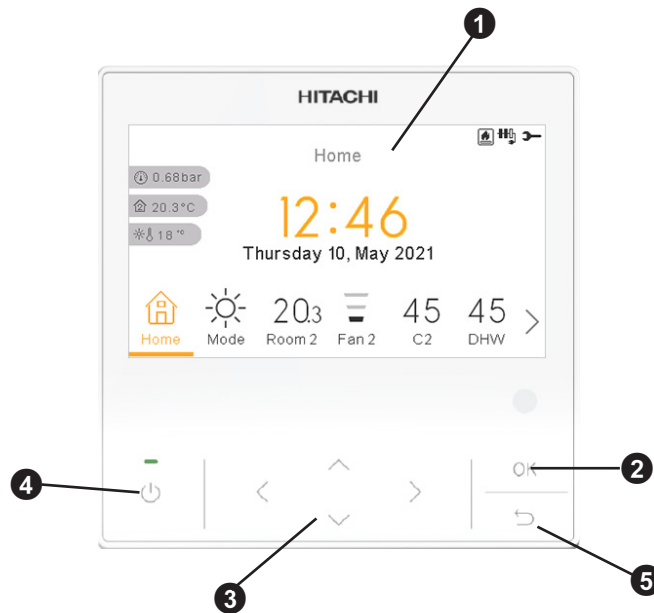 1
HITACHI
Home
0.68bar
20.3°C
18 °C
12:46
Thursday 10, May 2021
20.3 45 45
Home Mode Room 2 Fan 2 C2 DHW
4 OK 2
3 5